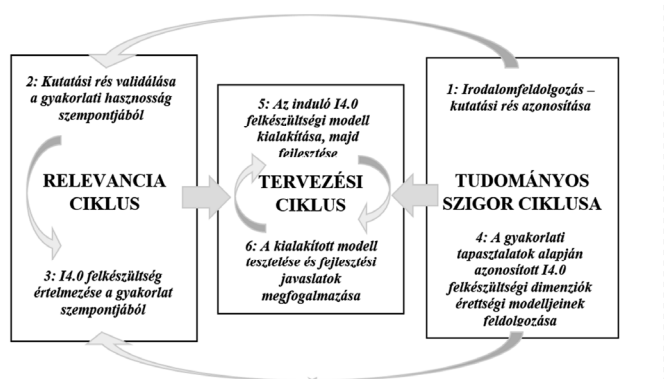 2: Kutatási rés validálása
a gyakorlati hasznosság
szempontjából
RELEVANCIA
CIKLUS
3: I4.0 felkészültség
értelmezése a gyakorlat
szempontjából
5: Az induló I4.0
felkészültségi modell
kialakítása, majd
fejlesztése
TERVEZÉSI
CIKLUS
6: A kialakított modell
tesztelése és fejlesztési
javaslatok
megfogalmazása
1: Irodalomfeldolgozás –
kutatási rés azonosítása
TUDOMÁNYOS
SZIGOR CIKLUSA
4: A gyakorlati
tapasztalatok alapján
azonosított I4.0
felkészültségi dimenziók
érettségi modelljeinek
feldolgozása